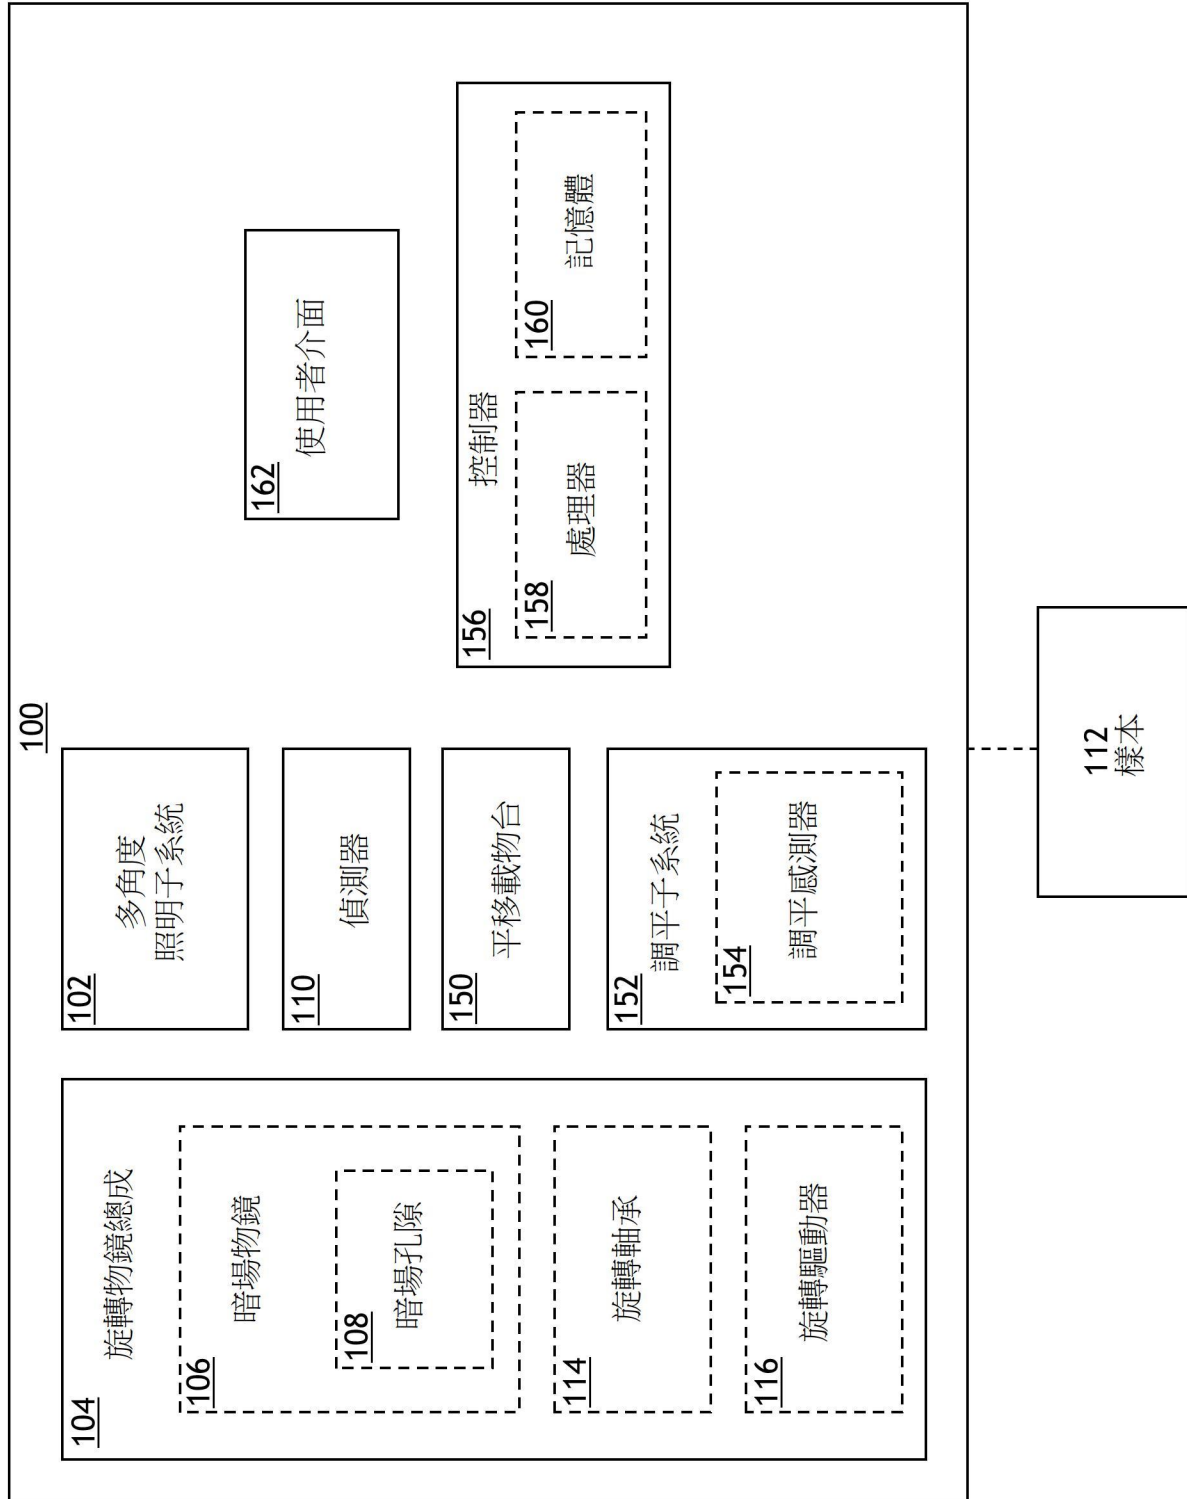 100
104
旋轉物鏡總成
106
暗場物鏡
108
暗場孔隙
114
旋轉軸承
116
旋轉驅動器
102
多角度
照明子系統
110
偵測器
150
平移載物台
152
調平子系統
154
調平感測器
162
使用者介面
156
控制器
158
處理器
160
記憶體
112
樣本